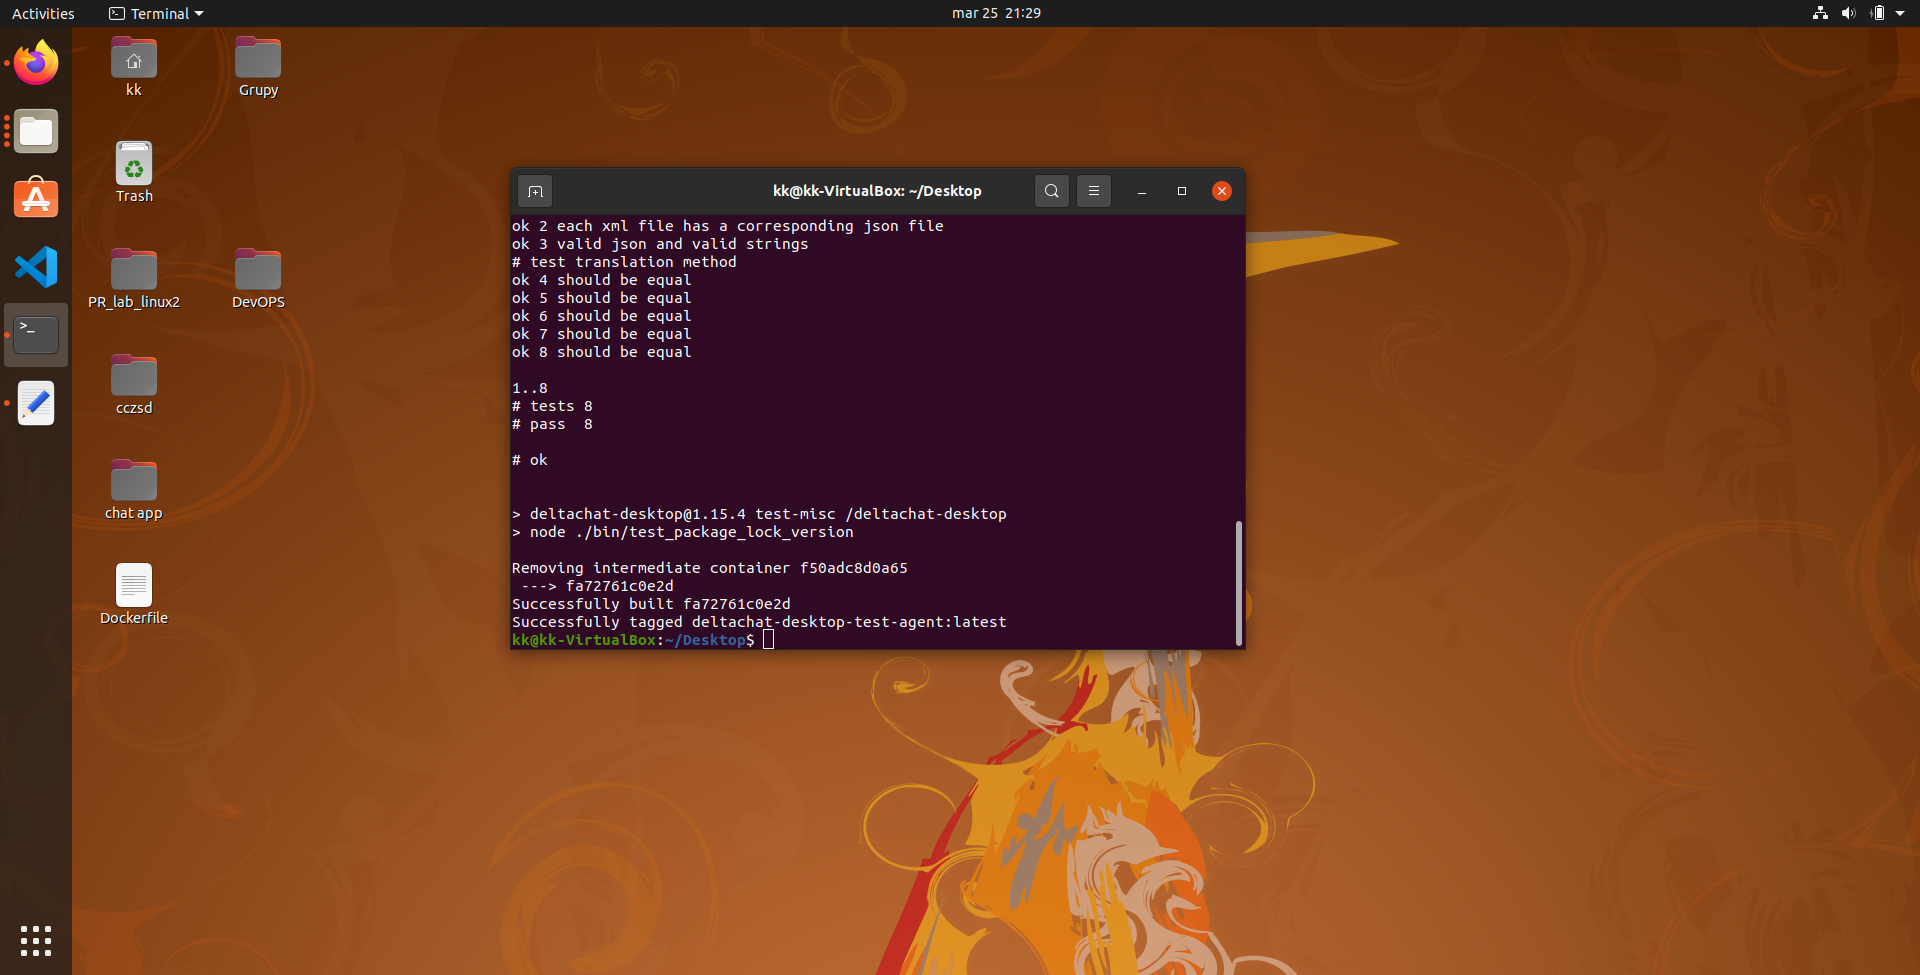 Activities
Terminal
mar 25 21:29
kk
Grupy
Trash
PR_lab_linux2
DevOPS
cczsd
chat app
Dockerfile
kk@kk-VirtualBox: ~/Desktop
ok 2 each xml file has a corresponding json file
ok 3 valid json and valid strings
# test translation method
ok 4 should be equal
ok 5 should be equal
ok 6 should be equal
ok 7 should be equal
ok 8 should be equal
1..8
# tests 8
# pass  8
# ok
> deltachat-desktop@1.15.4 test-misc /deltachat-desktop
> node ./bin/test_package_lock_version
Removing intermediate container f50adc8d0a65
 ---> fa72761c0e2d
Successfully built fa72761c0e2d
Successfully tagged deltachat-desktop-test-agent:latest
kk@kk-VirtualBox:~/Desktop$